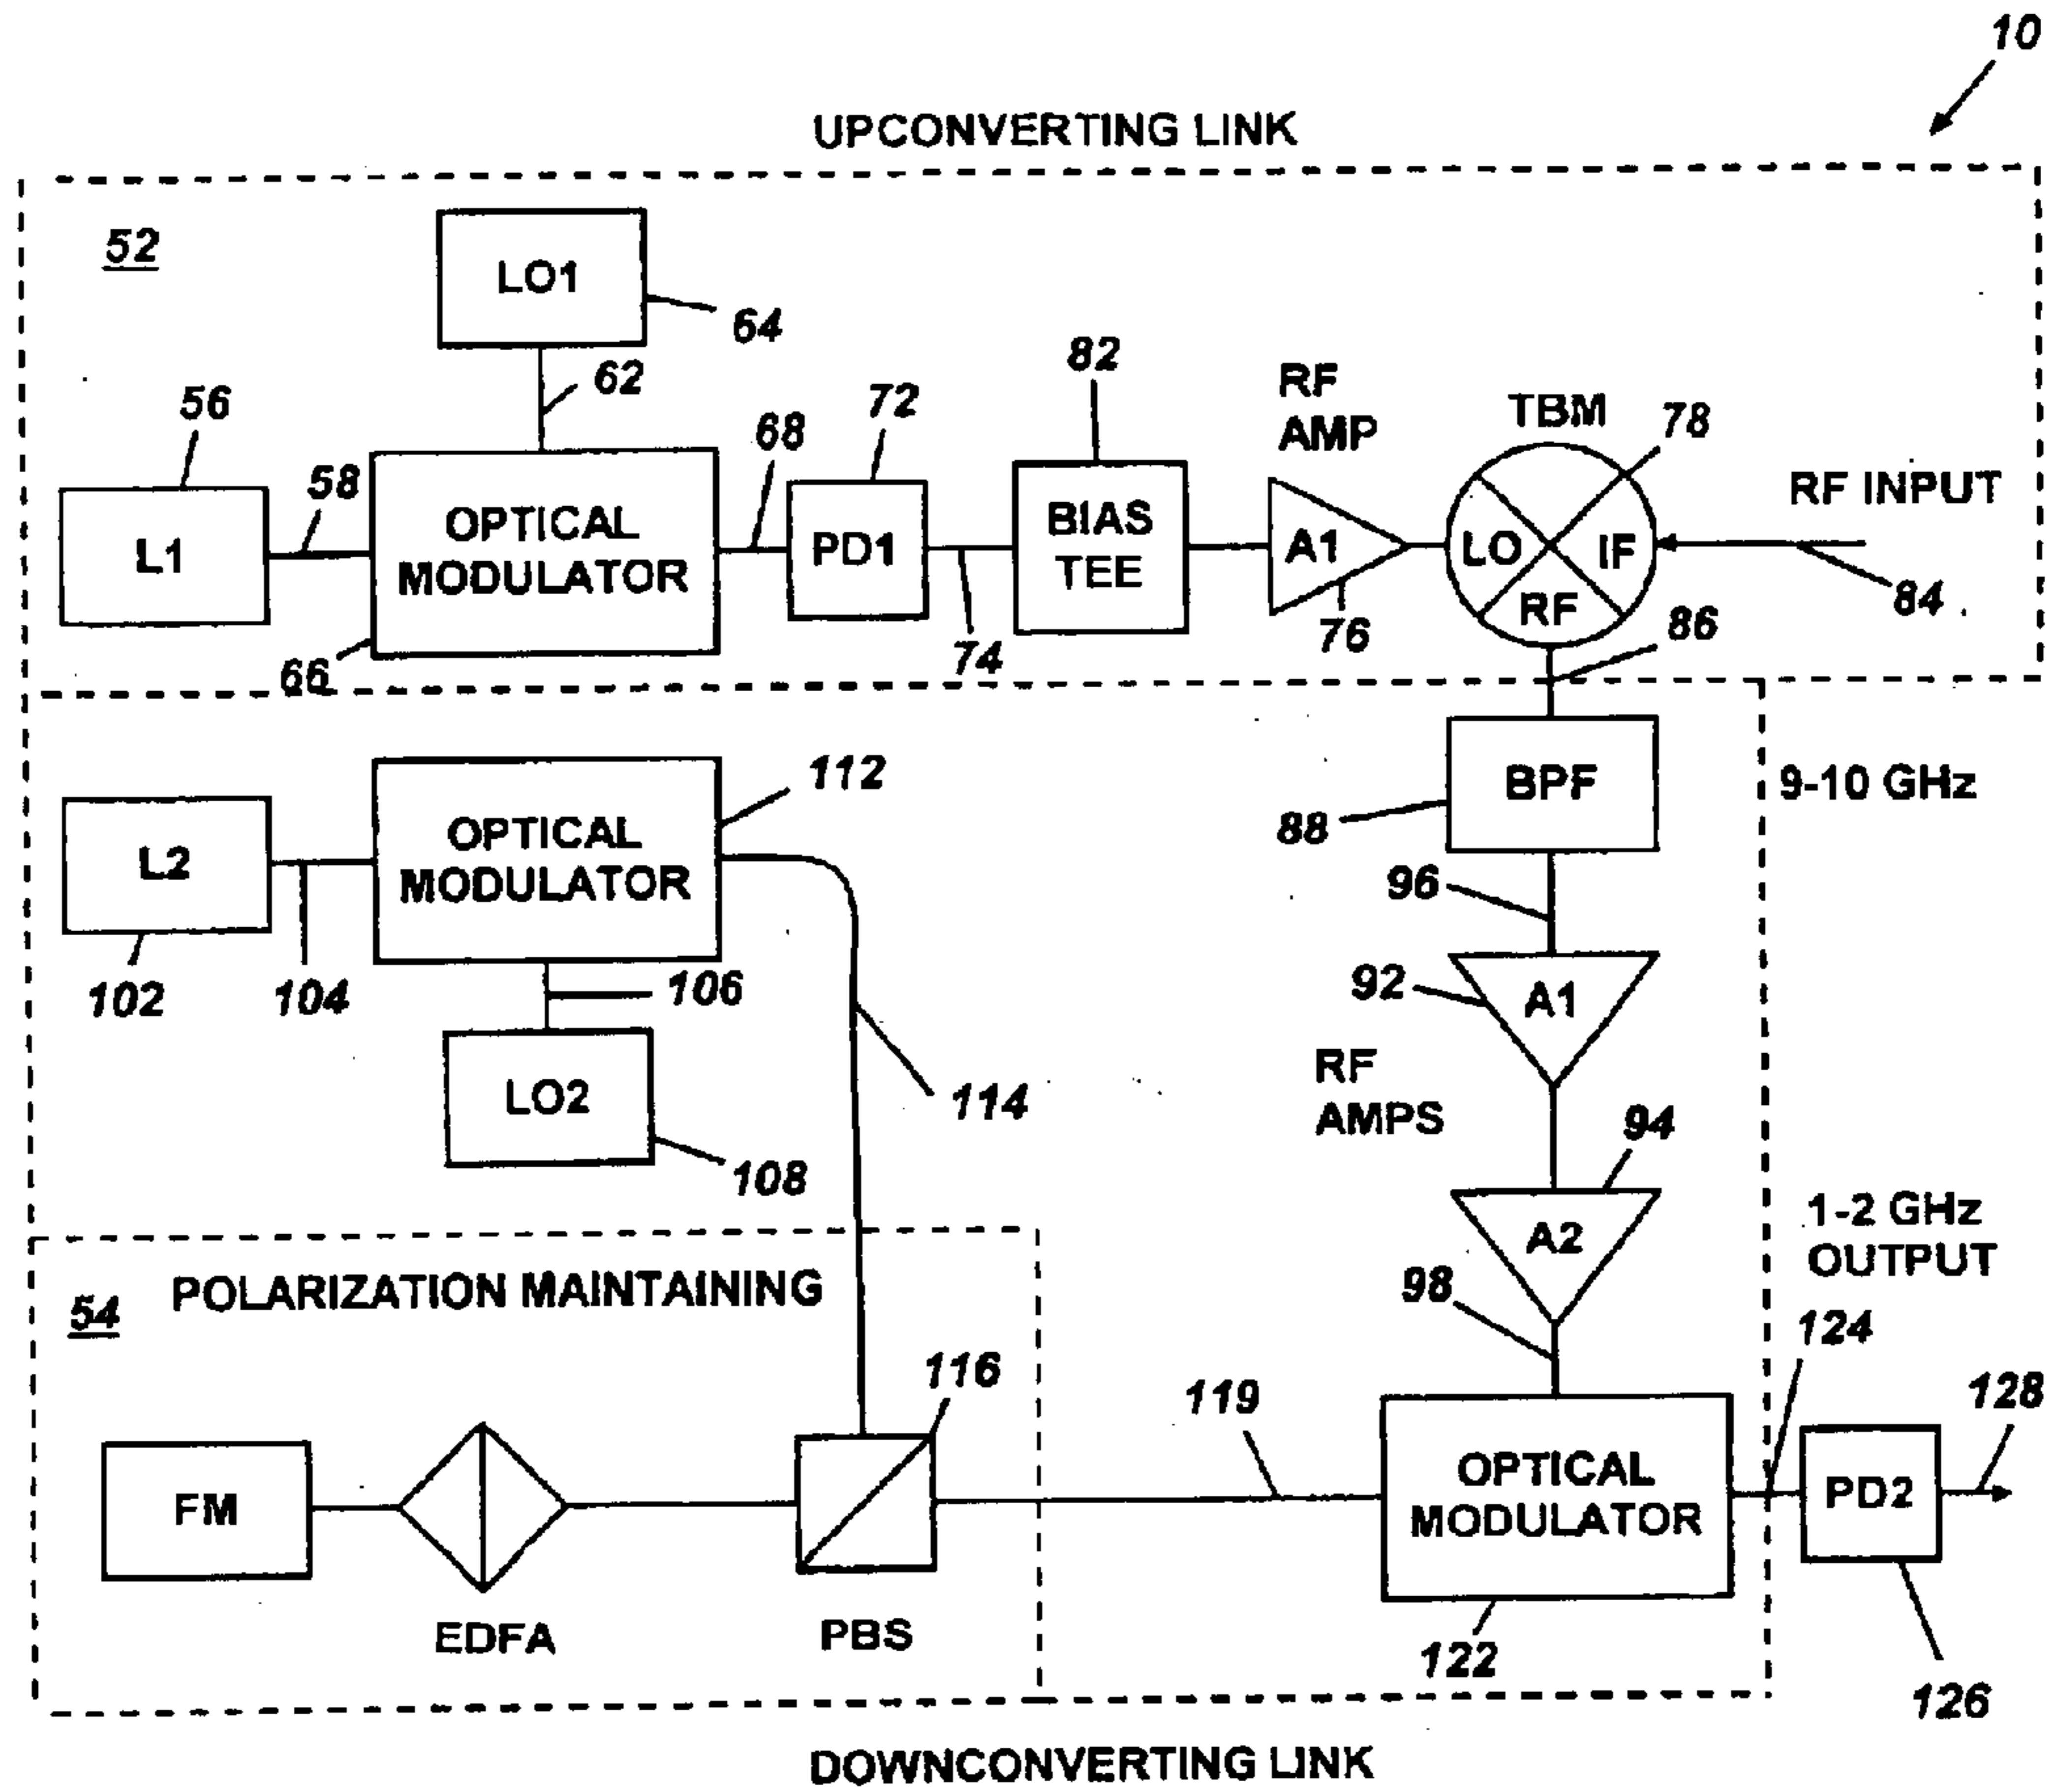 10
UPCONVERTING LINK
52
LO1
64
62
56
58
L1
OPTICAL
MODULATOR
66
68
72
PD1
74
82
BIAS
TEE
RF
AMP
A1
76
TBM
78
LO
IF
RF
RF INPUT
84
86
BPF
88
9-10 GHz
96
92
A1
RF
AMPS
94
A2
98
L2
102
104
OPTICAL
MODULATOR
112
106
LO2
108
114
54
POLARIZATION MAINTAINING
FM
EDFA
116
PBS
119
OPTICAL
MODULATOR
122
1-2 GHz
OUTPUT
124
PD2
128
126
DOWNCONVERTING LINK